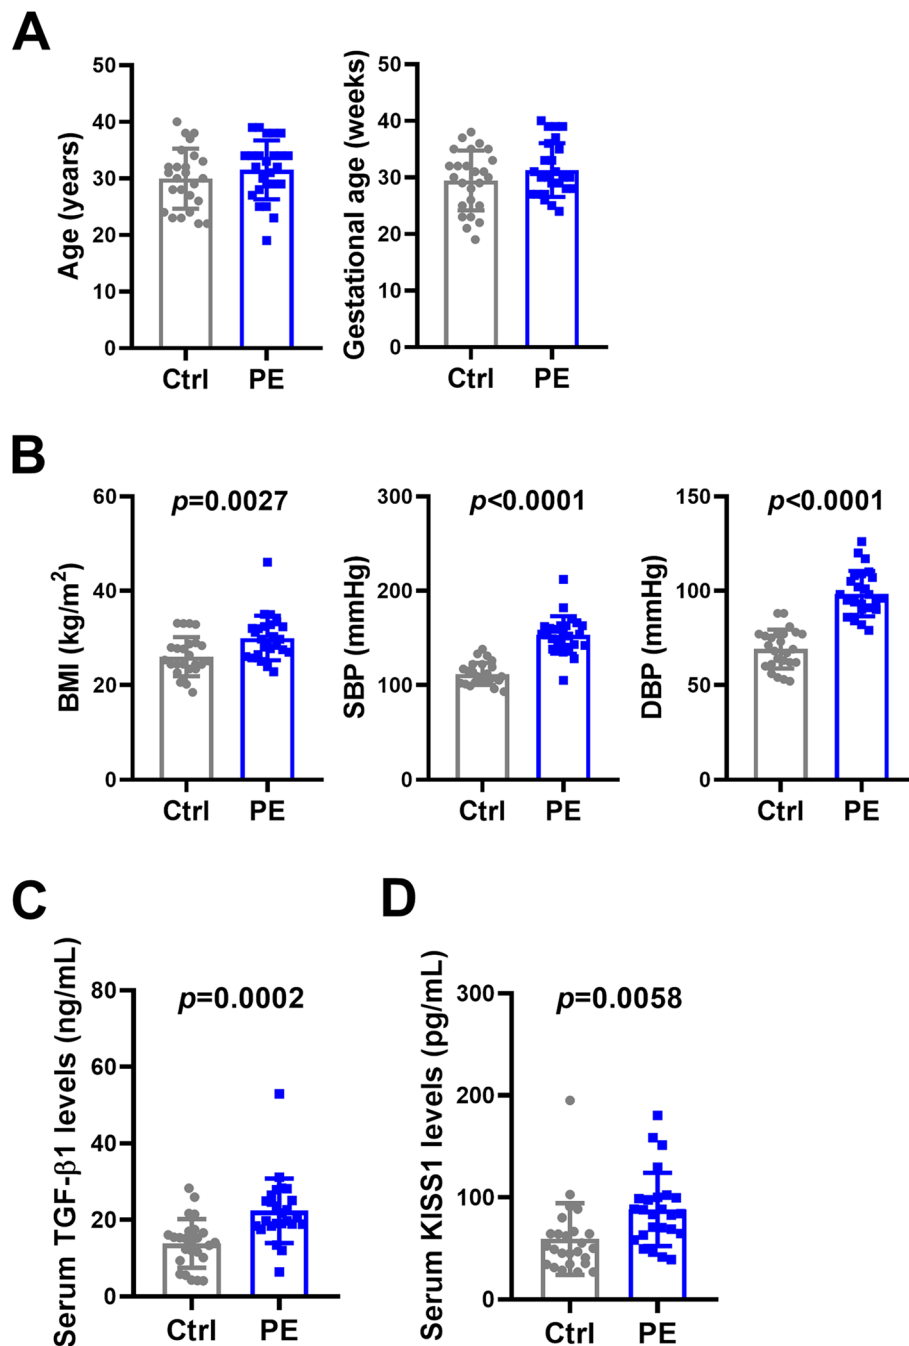 A
Age (years)
50
40
30
20
10
0
Ctrl PE
Gestational age (weeks)
50
40
30
20
10
0
Ctrl PE
B
BMI (kg/m²)
60
40
20
0
p=0.0027
Ctrl PE
SBP (mmHg)
300
200
100
0
p<0.0001
Ctrl PE
DBP (mmHg)
150
100
50
0
p<0.0001
Ctrl PE
C
Serum TGF-β1 levels (ng/mL)
80
60
40
20
0
p=0.0002
Ctrl PE
D
Serum KISS1 levels (pg/mL)
300
200
100
0
p=0.0058
Ctrl PE